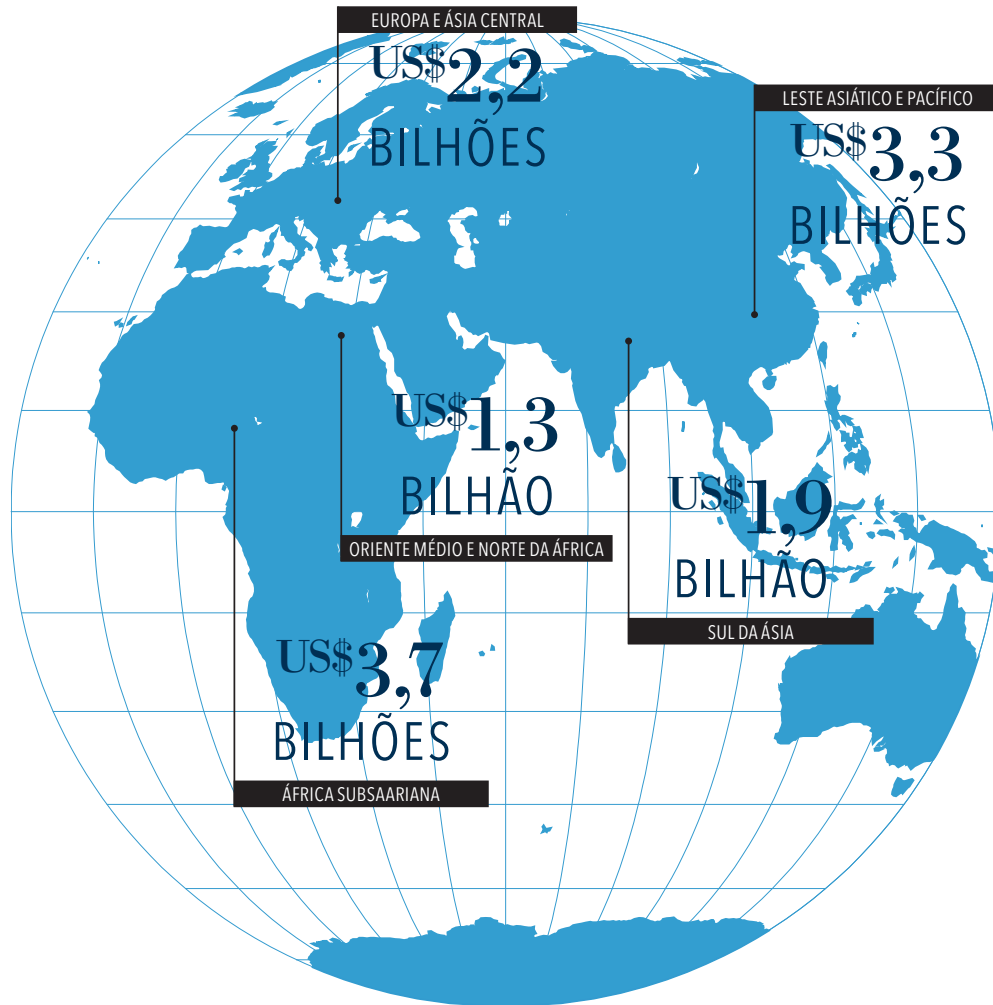 EUROPA E ÁSIA CENTRAL
US$2,2
BILHÕES
LESTE ASIÁTICO E PACÍFICO
US$3,3
BILHÕES
US$1,3
BILHÃO
ORIENTE MÉDIO E NORTE DA ÁFRICA
US$1,9
BILHÃO
SUL DA ÁSIA
US$3,7
BILHÕES
ÁFRICA SUBSAARIANA